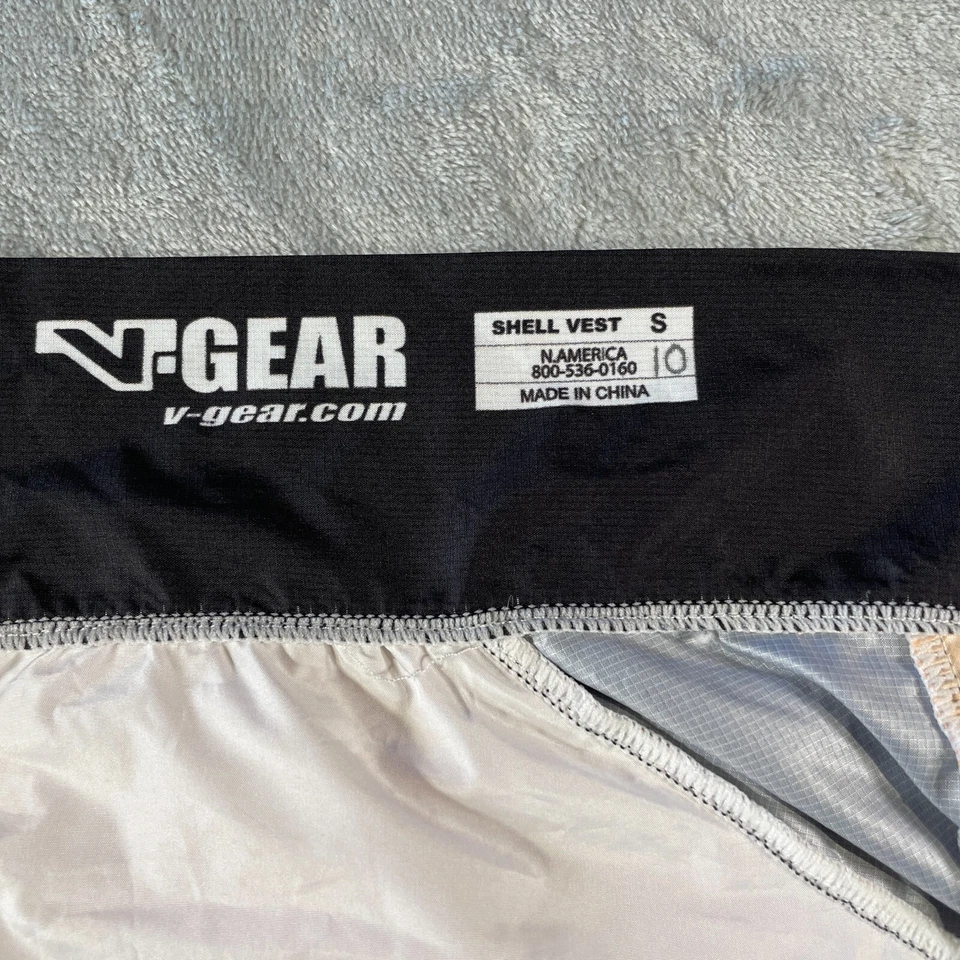 V-GEAR
v-gear.com
SHELL VEST S
N.AMERICA
800-536-0160 10
MADE IN CHINA